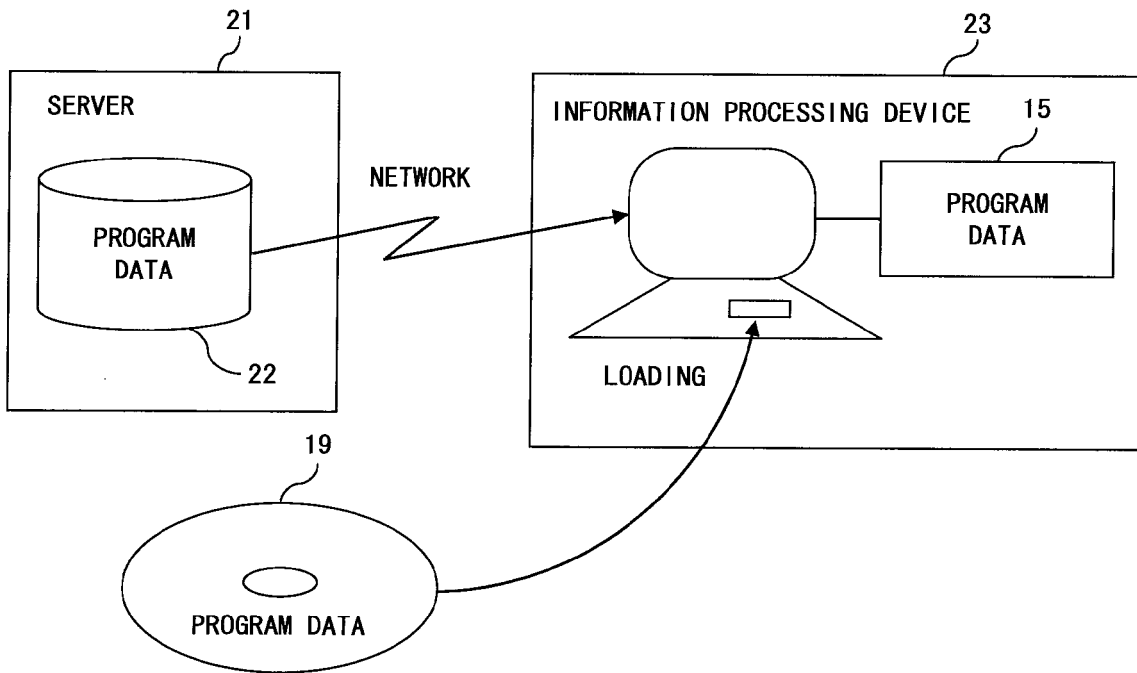 21
SERVER
PROGRAM
DATA
22
NETWORK
23
INFORMATION PROCESSING DEVICE
15
PROGRAM
DATA
LOADING
19
PROGRAM DATA